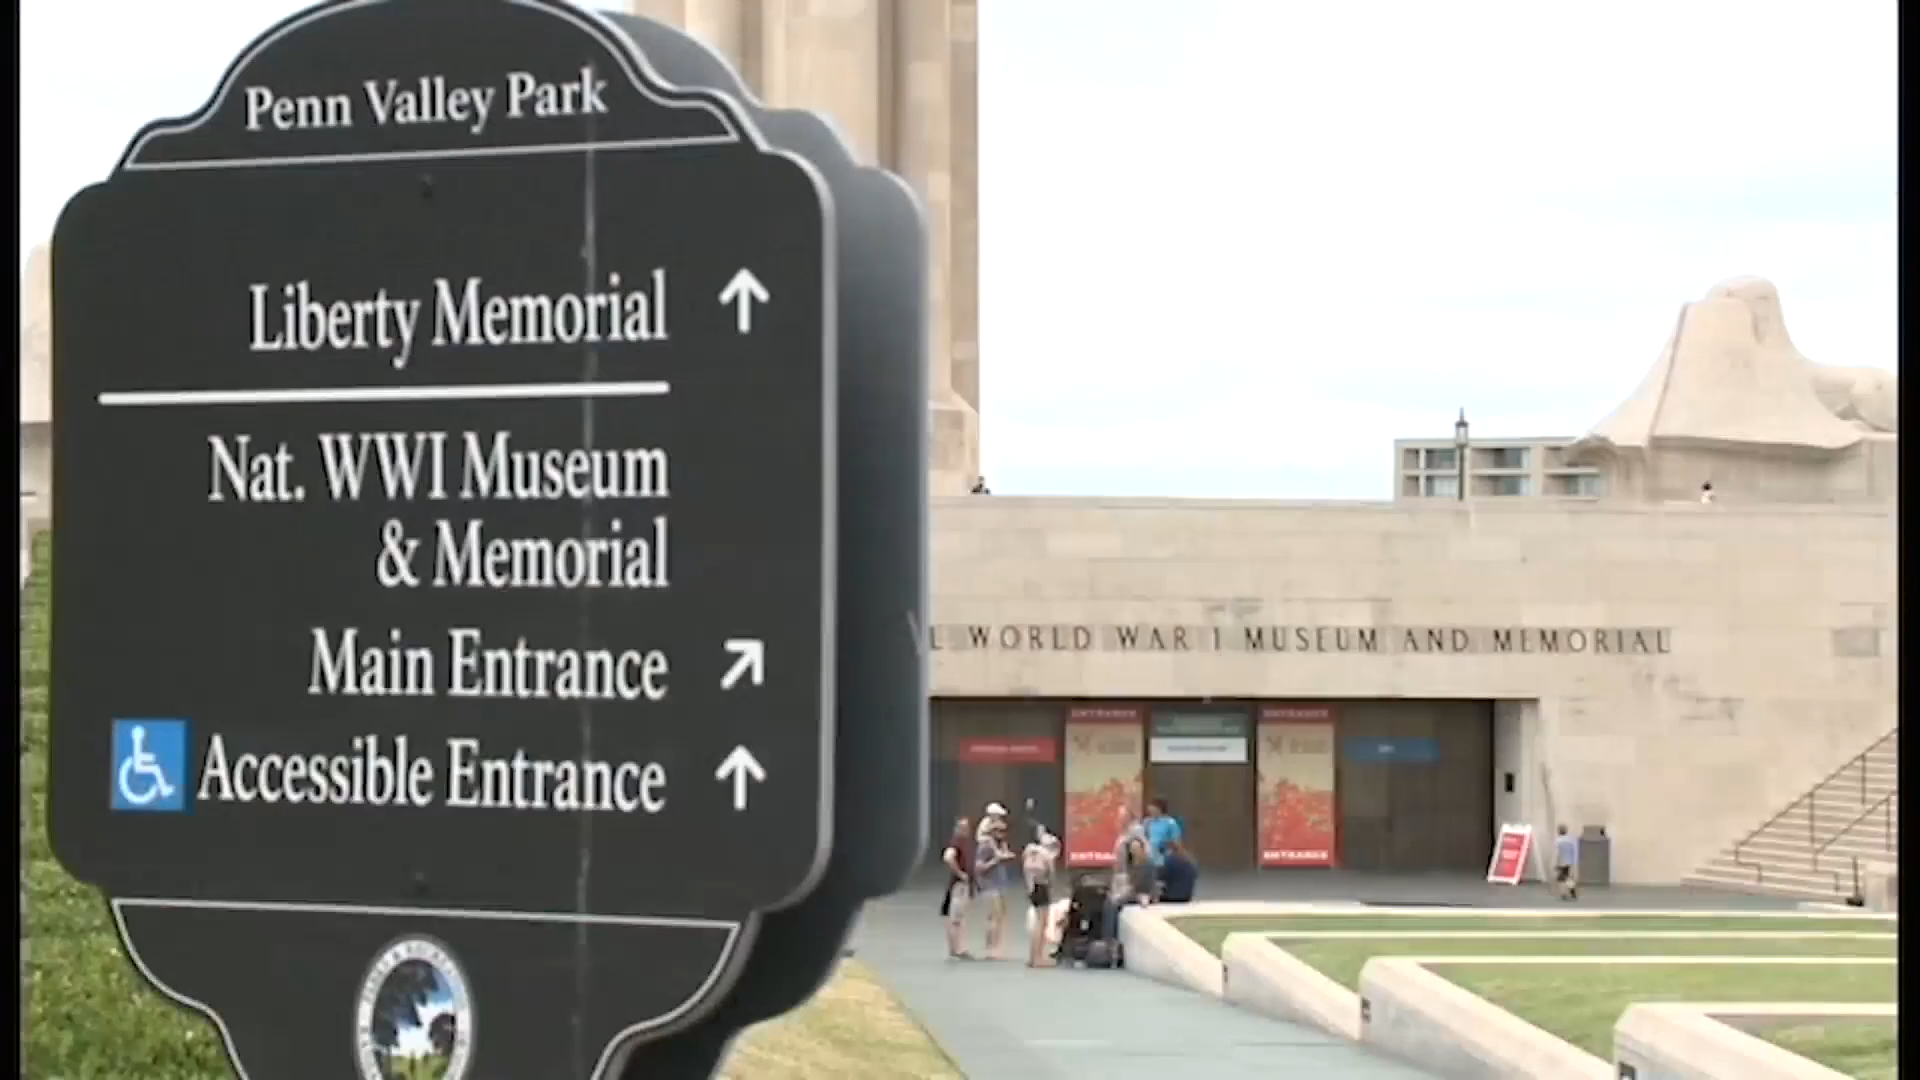 Penn Valley Park
Liberty Memorial
Nat. WWI Museum
& Memorial
Main Entrance
Accessible Entrance
L WORLD WAR I MUSEUM AND MEMORIAL
ENTRANCE
ENTRANCE
ENTRANCE